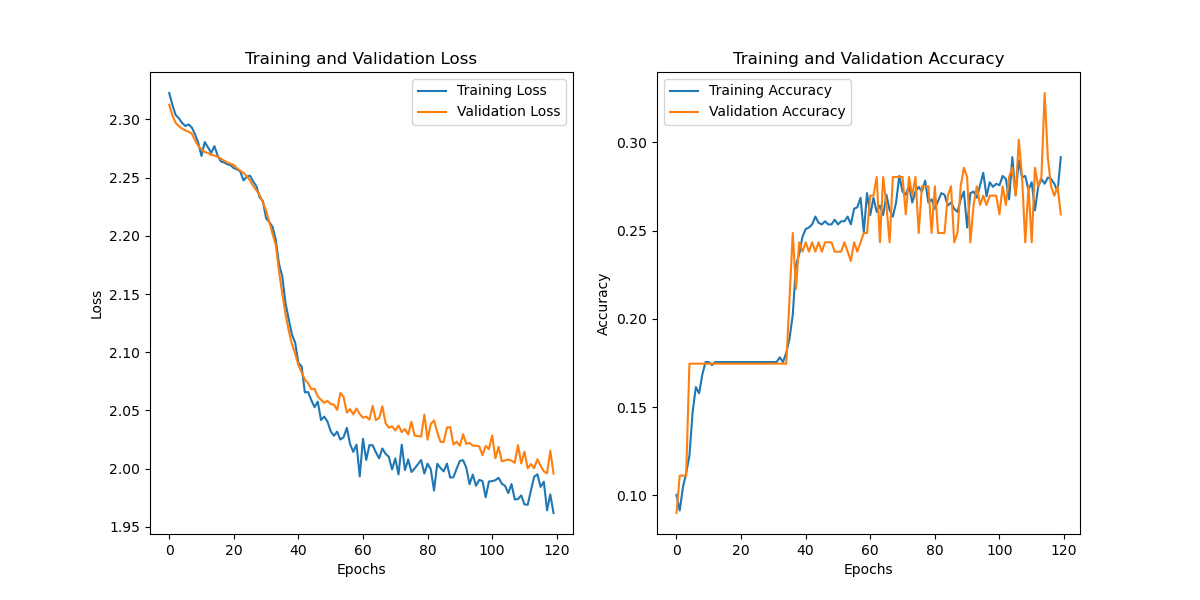 Training and Validation Loss
Training Loss
Validation Loss
2.30
2.25
2.20
2.15
2.10
2.05
2.00
1.95
Loss
0
20
40
60
80
100
120
Epochs
Training and Validation Accuracy
Training Accuracy
Validation Accuracy
0.30
0.25
0.20
0.15
0.10
Accuracy
0
20
40
60
80
100
120
Epochs